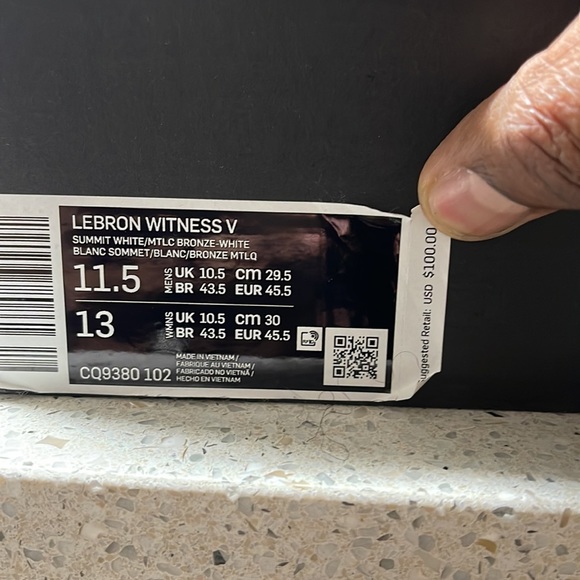 LEBRON WITNESS V
SUMMIT WHITE/MTLC BRONZE-WHITE
BLANC SOMMET/BLANC/BRONZE MTLQ
11.5 MENS UK 10.5 cm 29.5
BR 43.5 EUR 45.5
13 WMNS UK 10.5 cm 30
BR 43.5 EUR 45.5
MADE IN VIETNAM /
FABRIQUÉ AU VIETNAM /
FABRICADO NO VIETNÃ /
HECHO EN VIETNAM
CQ9380 102
Suggested Retail: USD $100.00